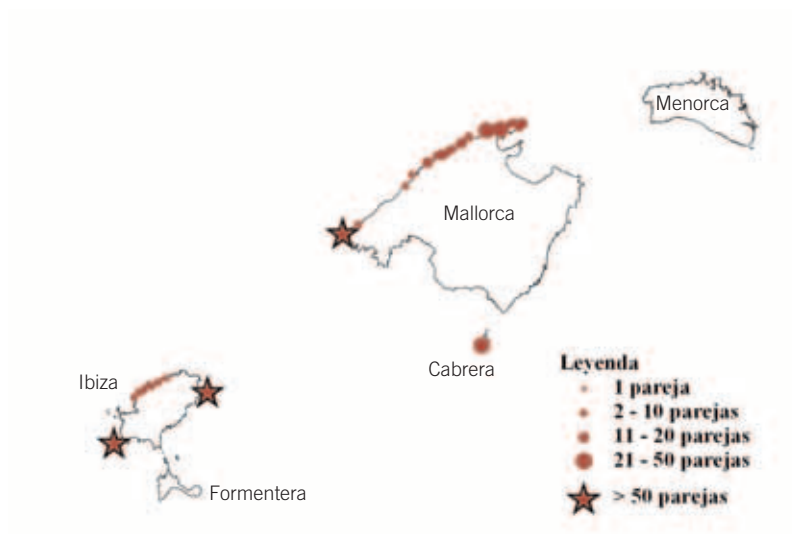 Menorca
Mallorca
Cabrera
Ibiza
Formentera
Leyenda
1 pareja
2 - 10 parejas
11 - 20 parejas
21 - 50 parejas
> 50 parejas